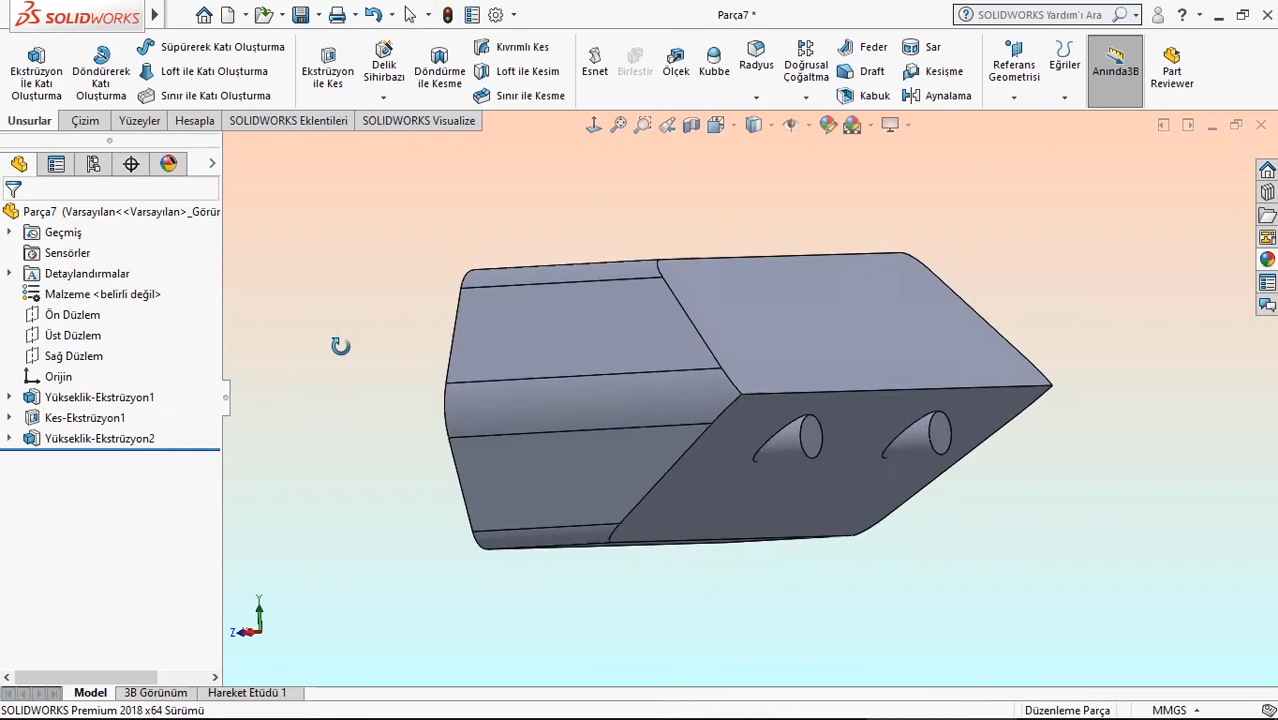 SOLIDWORKS
Parça7 *
SOLIDWORKS Yardım'ı Ara
Ekstrüzyon İle Katı Oluşturma
Döndürerek Katı Oluşturma
Süpürerek Katı Oluşturma
Loft ile Katı Oluşturma
Sınır ile Katı Oluşturma
Ekstrüzyon ile Kes
Delik Sihirbazı
Döndürme ile Kesme
Kıvrımlı Kes
Loft ile Kesim
Sınır ile Kesme
Esnet
Birleştir
Ölçek
Kubbe
Radyus
Doğrusal Çoğaltma
Feder
Draft
Kabuk
Sar
Kesişme
Aynalama
Referans Geometrisi
Eğriler
Anında3B
Part Reviewer
Unsurlar
Çizim
Yüzeyler
Hesapla
SOLIDWORKS Eklentileri
SOLIDWORKS Visualize
Parça7 (Varsayılan<<Varsayılan>_Görür
Geçmiş
Sensörler
Detaylandırmalar
Malzeme <belirli değil>
Ön Düzlem
Üst Düzlem
Sağ Düzlem
Orijin
Yükseklik-Ekstrüzyon1
Kes-Ekstrüzyon1
Yükseklik-Ekstrüzyon2
Y
Z
Model
3B Görünüm
Hareket Etüdü 1
SOLIDWORKS Premium 2018 x64 Sürümü
Düzenleme Parça
MMGS